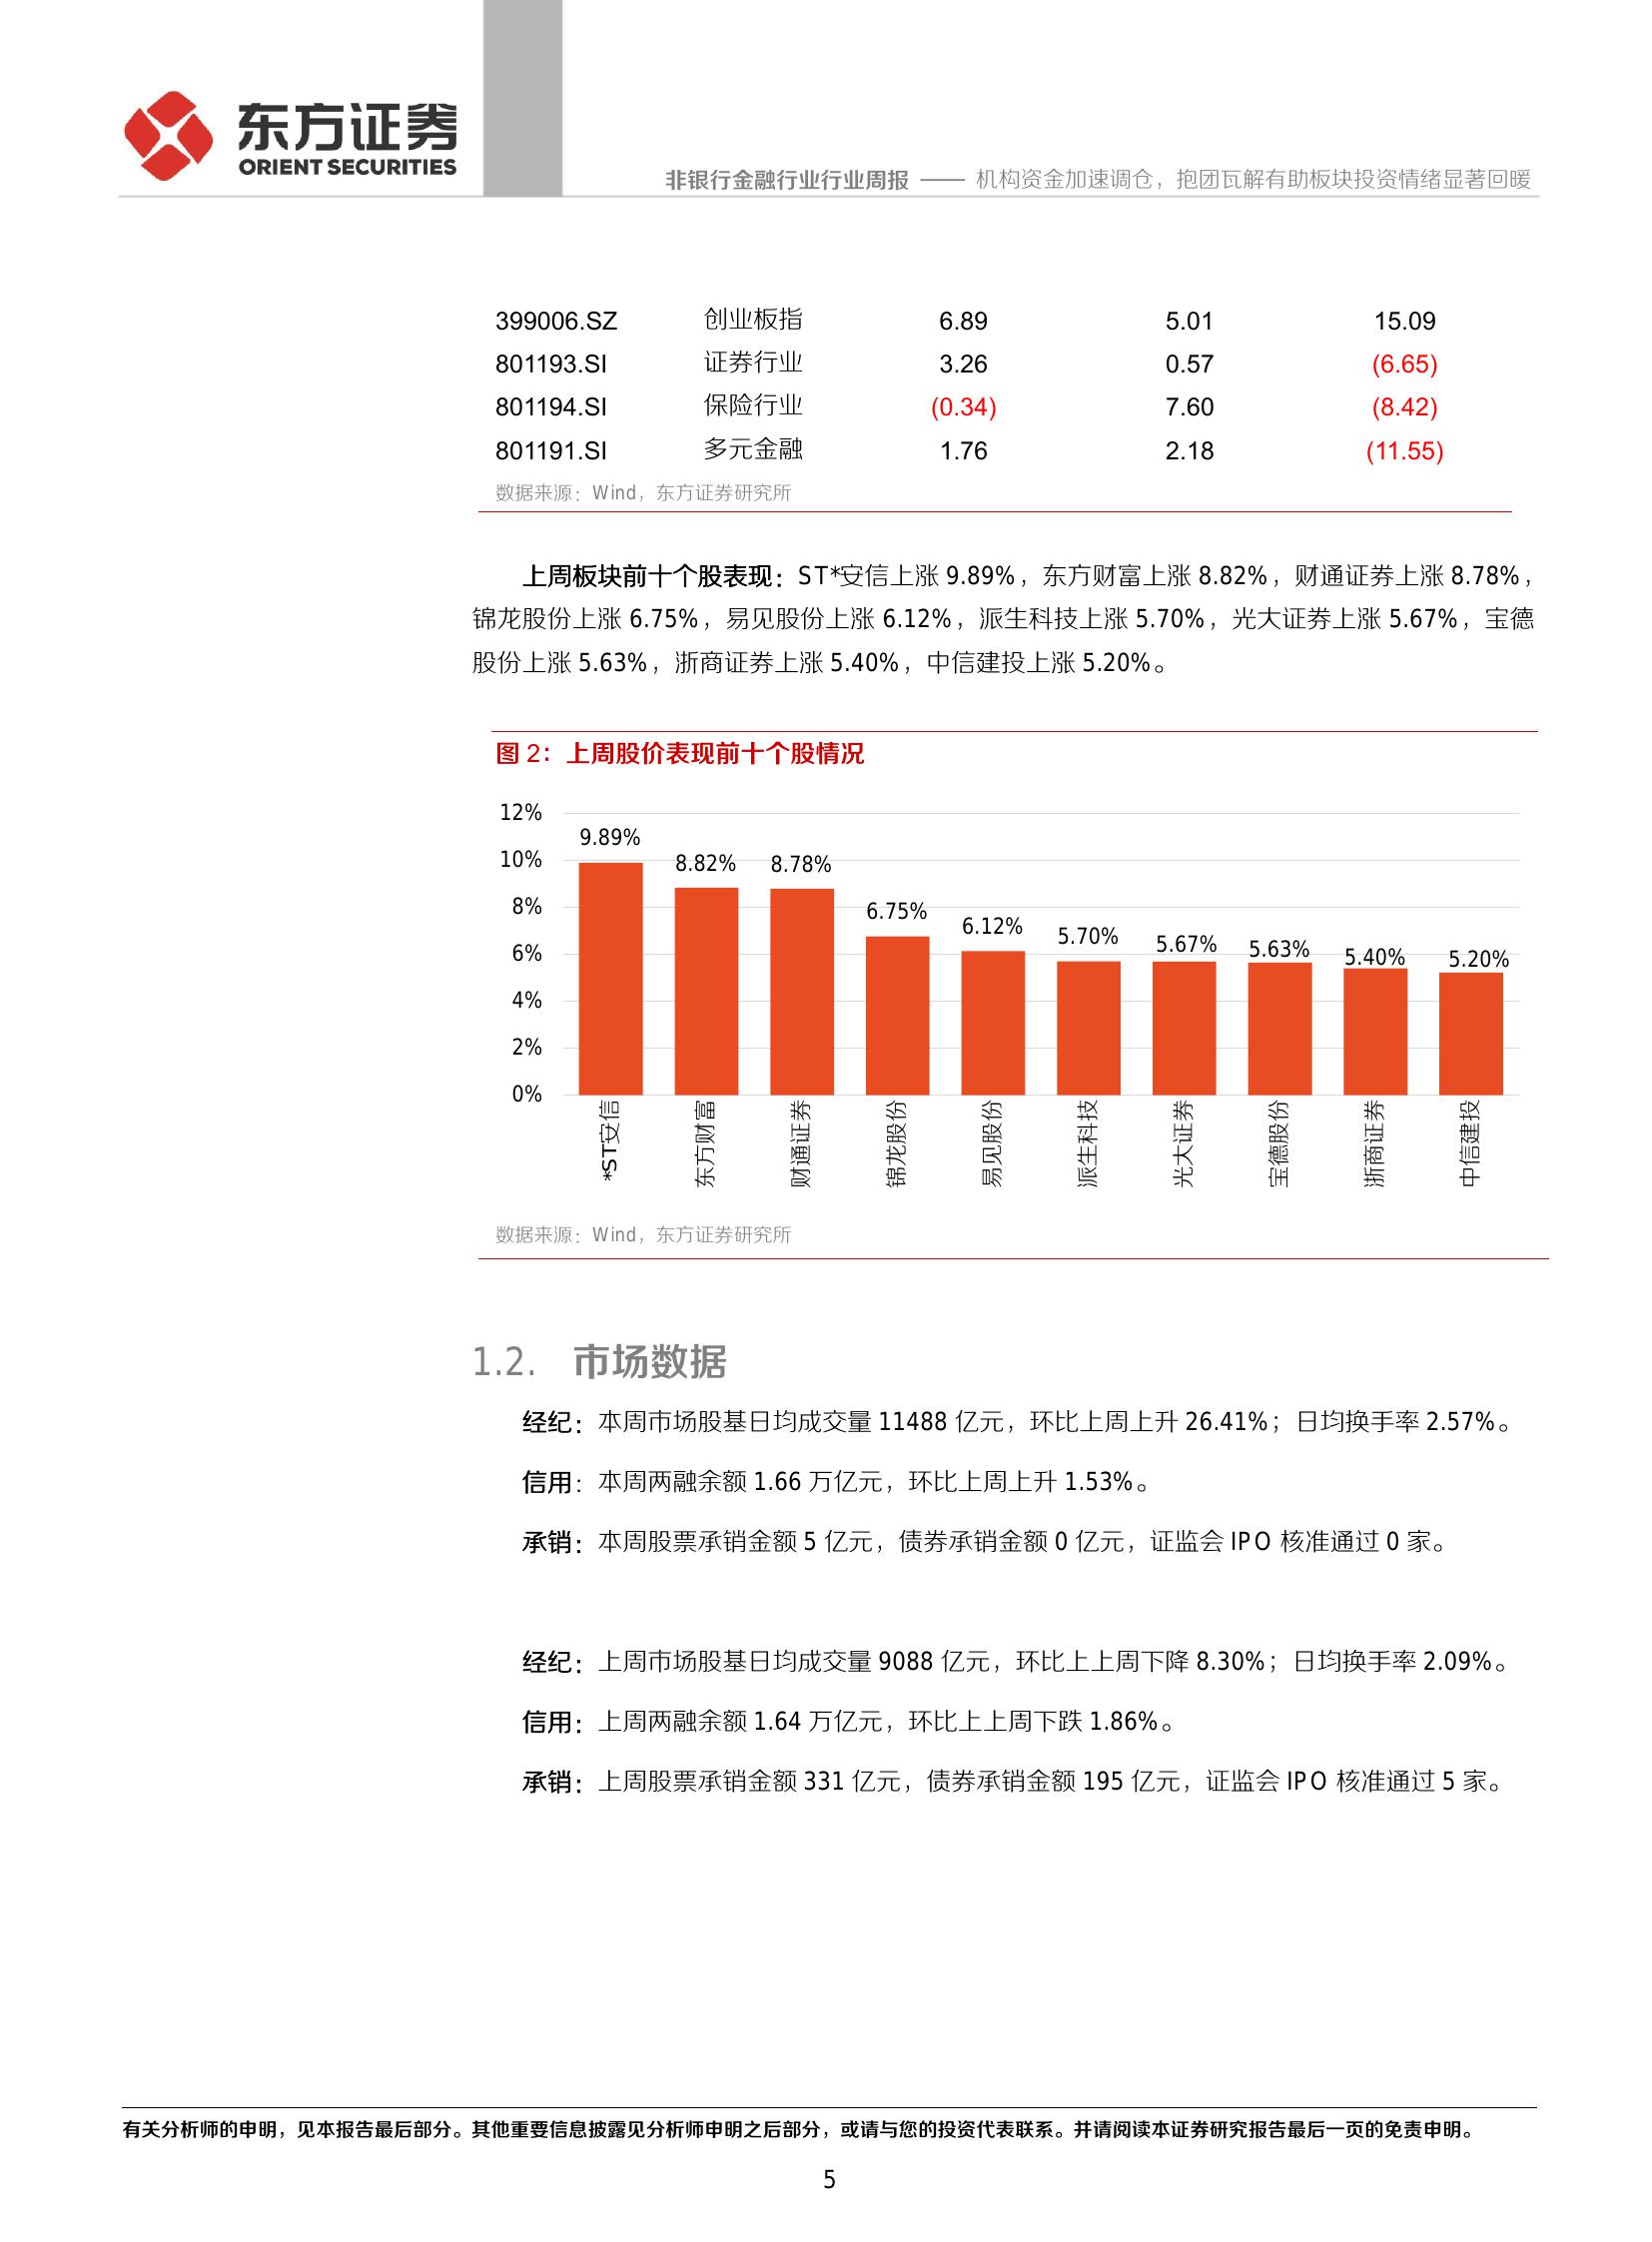 东方证券
ORIENT SECURITIES
非银行金融行业行业周报 —— 机构资金加速调仓，抱团瓦解有助板块投资情绪显著回暖
399006.SZ 创业板指 6.89 5.01 15.09
801193.SI 证券行业 3.26 0.57 (6.65)
801194.SI 保险行业 (0.34) 7.60 (8.42)
801191.SI 多元金融 1.76 2.18 (11.55)
数据来源：Wind，东方证券研究所
上周板块前十个股表现：ST*安信上涨 9.89%，东方财富上涨 8.82%，财通证券上涨 8.78%，
锦龙股份上涨 6.75%，易见股份上涨 6.12%，派生科技上涨 5.70%，光大证券上涨 5.67%，宝德
股份上涨 5.63%，浙商证券上涨 5.40%，中信建投上涨 5.20%。
图 2：上周股价表现前十个股情况
12%
10%
8%
6%
4%
2%
0%
9.89% 8.82% 8.78% 6.75% 6.12% 5.70% 5.67% 5.63% 5.40% 5.20%
*ST安信 东方财富 财通证券 锦龙股份 易见股份 派生科技 光大证券 宝德股份 浙商证券 中信建投
数据来源：Wind，东方证券研究所
1.2. 市场数据
经纪：本周市场股基日均成交量 11488 亿元，环比上周上升 26.41%；日均换手率 2.57%。
信用：本周两融余额 1.66 万亿元，环比上周上升 1.53%。
承销：本周股票承销金额 5 亿元，债券承销金额 0 亿元，证监会 IPO 核准通过 0 家。
经纪：上周市场股基日均成交量 9088 亿元，环比上上周下降 8.30%；日均换手率 2.09%。
信用：上周两融余额 1.64 万亿元，环比上上周下跌 1.86%。
承销：上周股票承销金额 331 亿元，债券承销金额 195 亿元，证监会 IPO 核准通过 5 家。
有关分析师的申明，见本报告最后部分。其他重要信息披露见分析师申明之后部分，或请与您的投资代表联系。并请阅读本证券研究报告最后一页的免责申明。
5